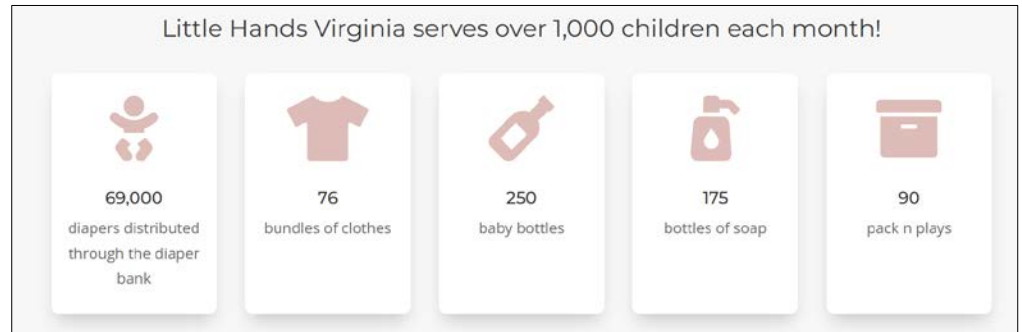 Little Hands Virginia serves over 1,000 children each month!
69,000
diapers distributed
through the diaper
bank
76
bundles of clothes
250
baby bottles
175
bottles of soap
90
pack n plays